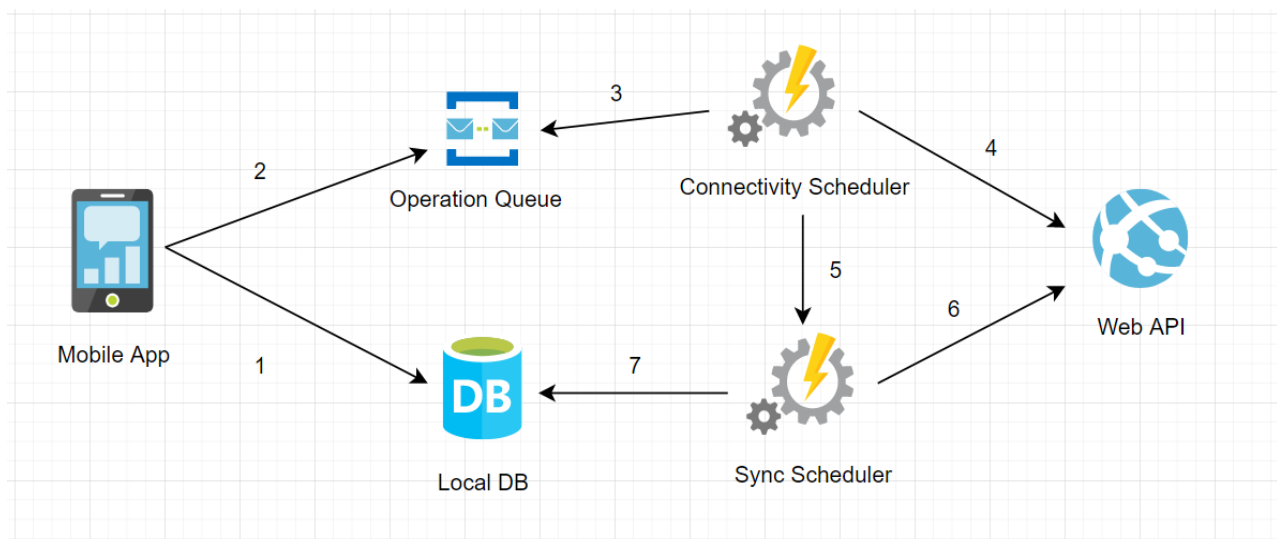 3
4
2
Operation Queue
Connectivity Scheduler
5
6
Web API
Mobile App
1
7
DB
Local DB
Sync Scheduler